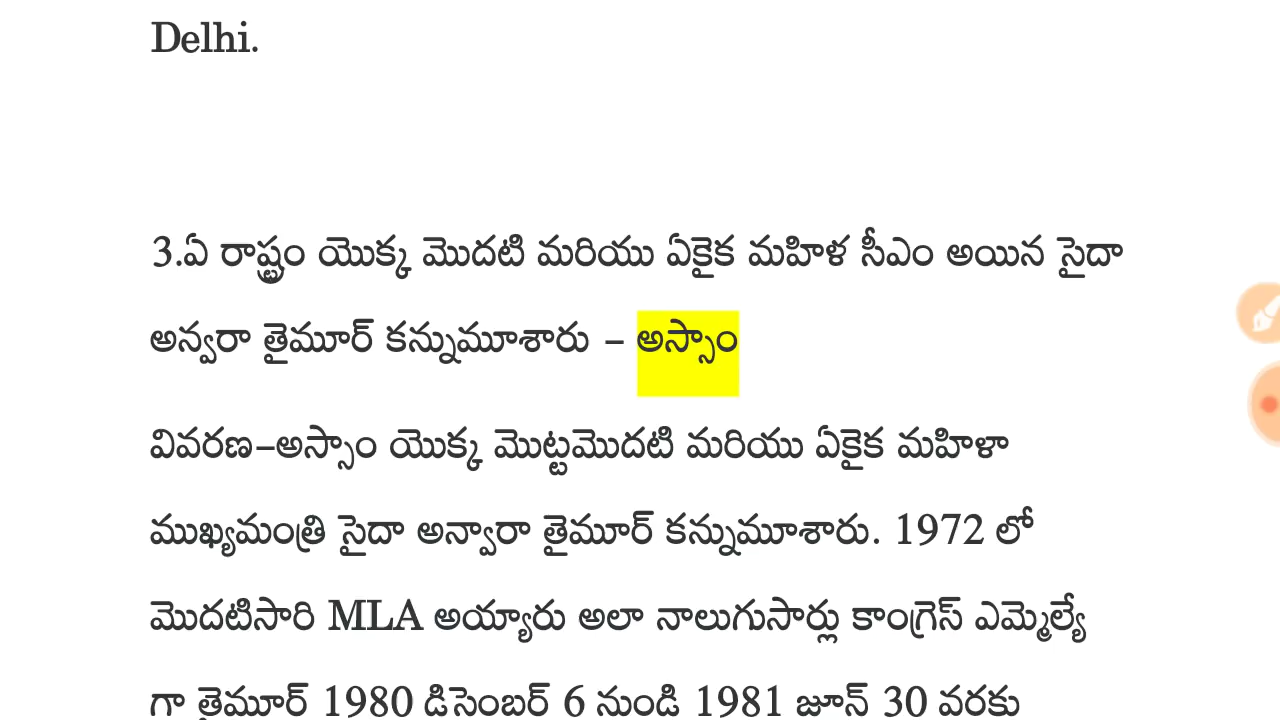 Delhi.
3.ఏ రాష్ట్రం యొక్క మొదటి మరియు ఏకైక మహిళ సీఎం అయిన సైదా
అన్వరా తైమూర్ కన్నుమూశారు – అస్సాం
వివరణ–అస్సాం యొక్క మొట్టమొదటి మరియు ఏకైక మహిళా
ముఖ్యమంత్రి సైదా అన్వారా తైమూర్ కన్నుమూశారు. 1972 లో
మొదటిసారి MLA అయ్యారు అలా నాలుగుసార్లు కాంగ్రెస్ ఎమ్మెల్యే
గా తైమూర్ 1980 డిసెంబర్ 6 నుండి 1981 జూన్ 30 వరకు